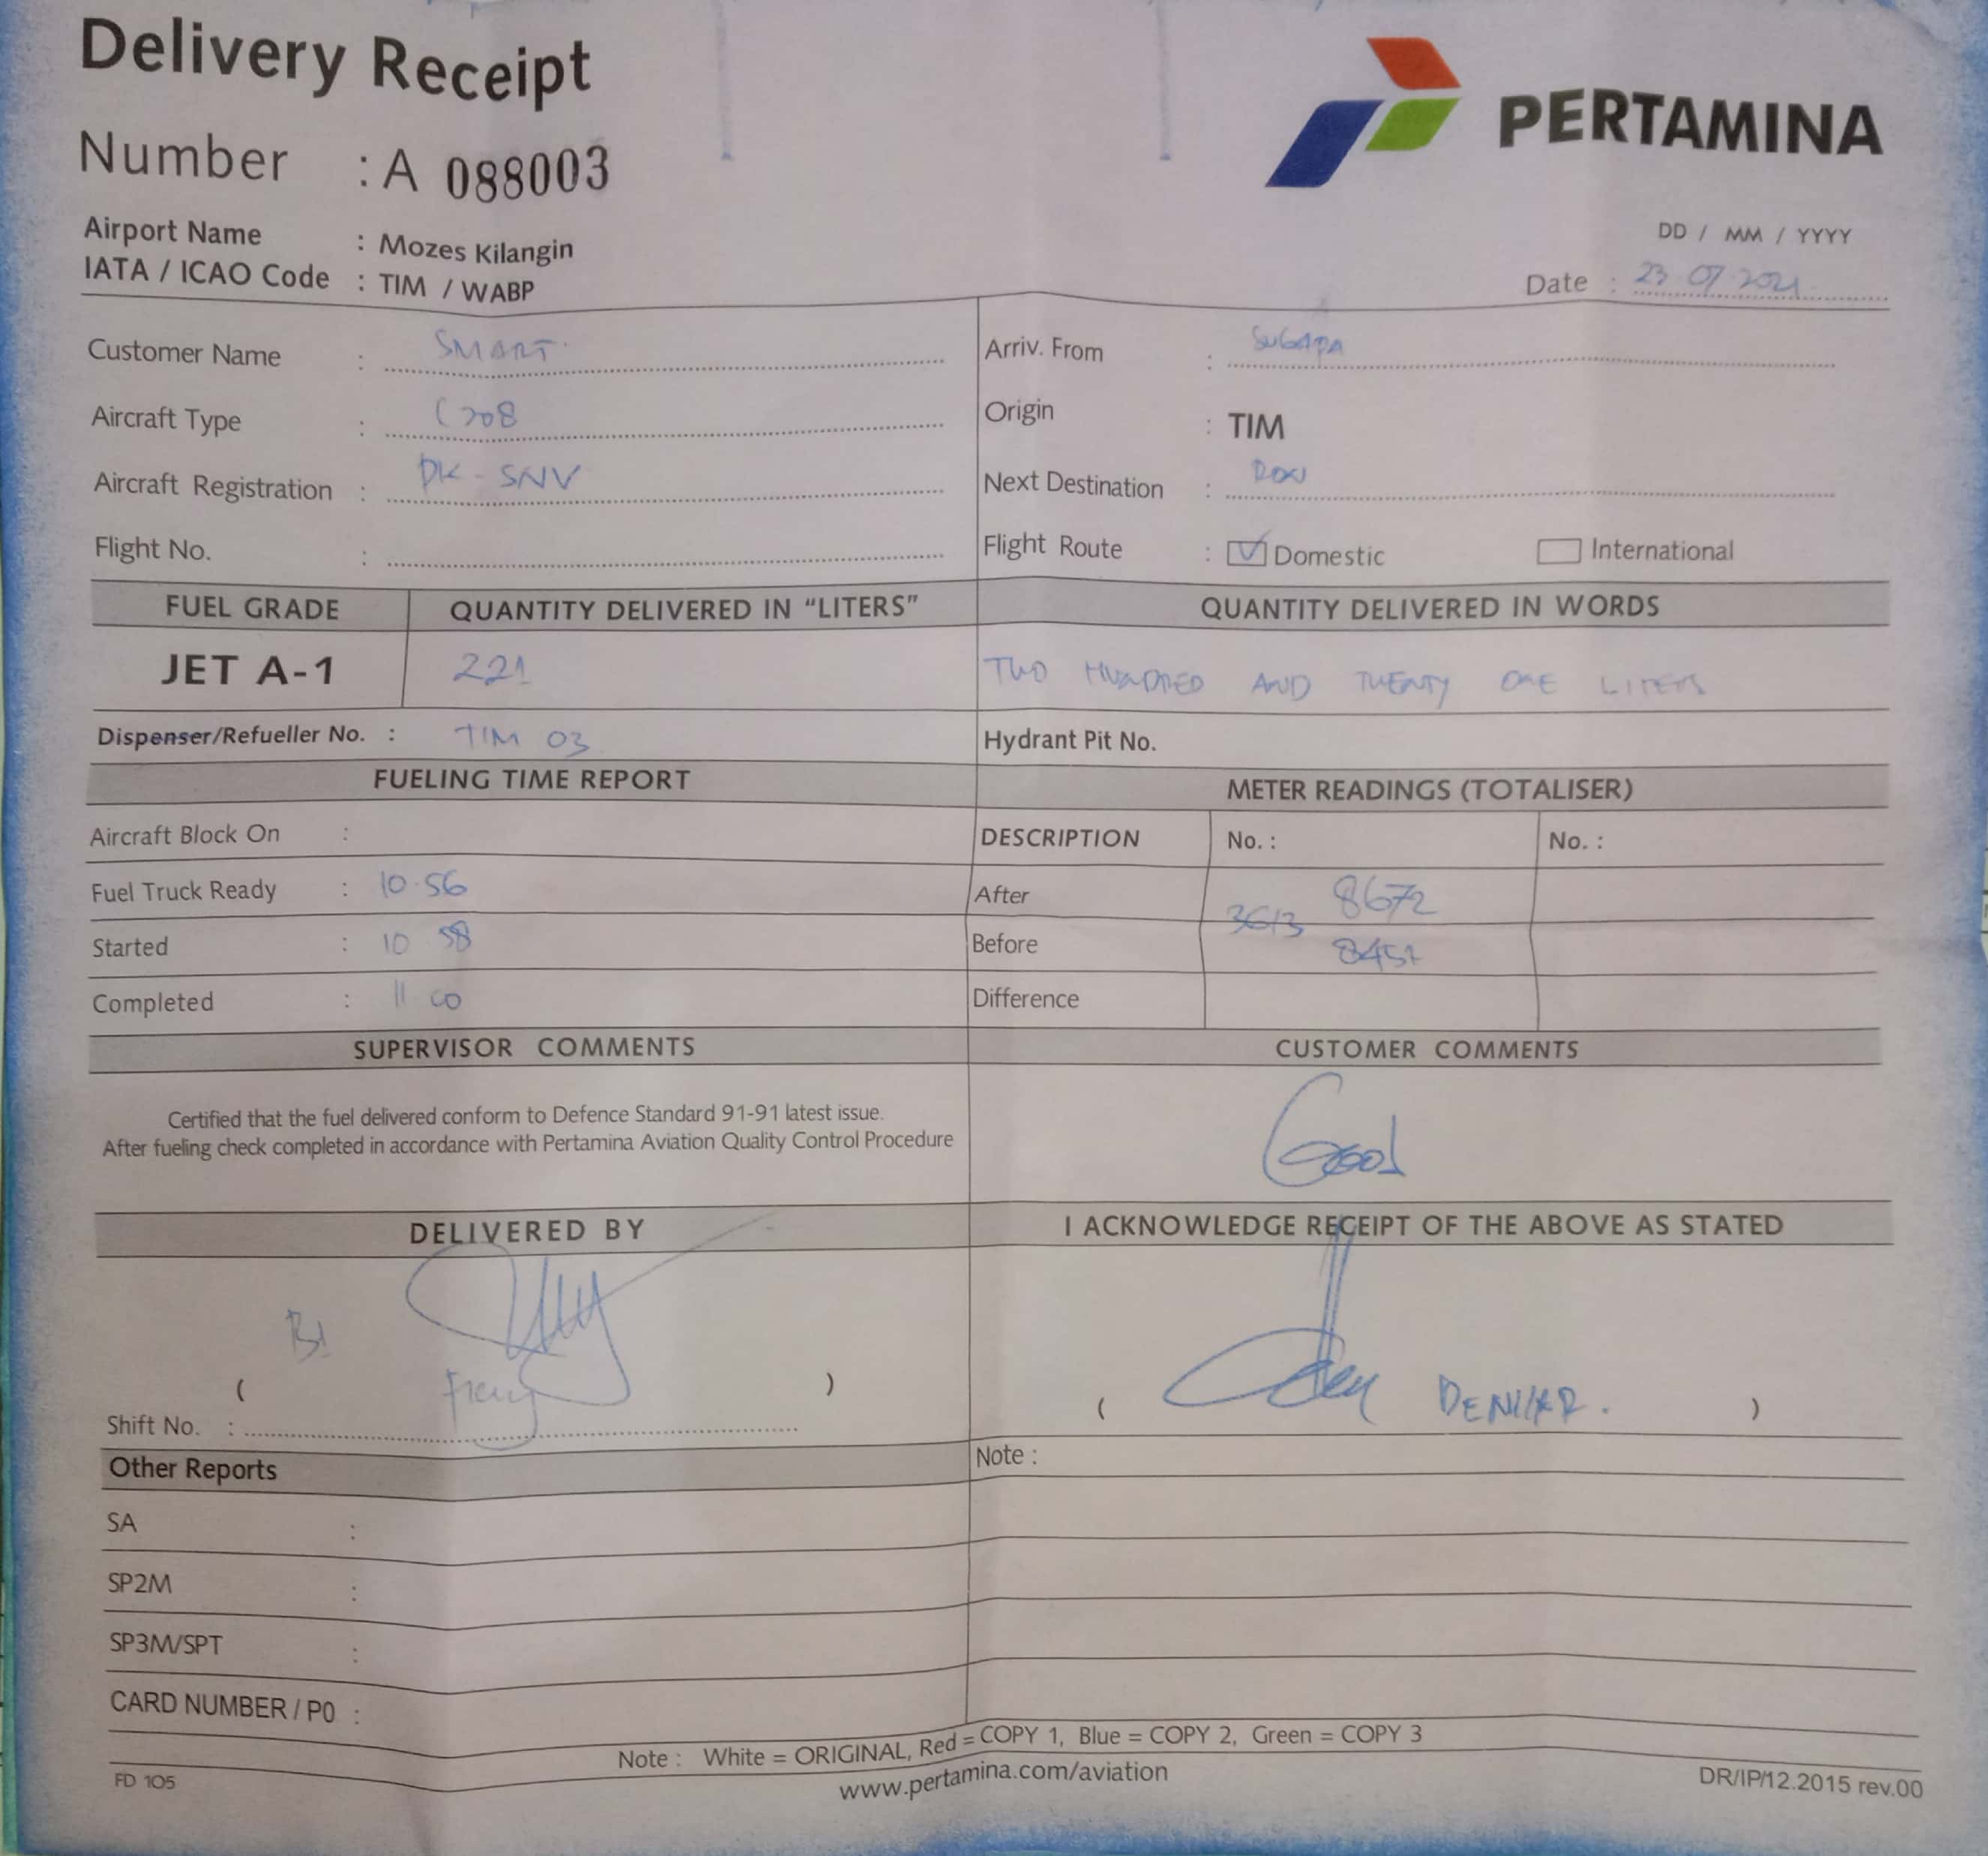 Delivery Receipt
PERTAMINA
Number : A 088003
Airport Name : Mozes Kilangin
DD / MM / YYYY
IATA / ICAO Code : TIM / WABP
Date : 23 07 2021
Customer Name : SMART
Arriv. From : SUGAPA
Aircraft Type : C208
Origin : TIM
Aircraft Registration : PK - SNV
Next Destination :
Flight No. :
Flight Route : Domestic International
FUEL GRADE QUANTITY DELIVERED IN "LITERS" QUANTITY DELIVERED IN WORDS
JET A-1 221 TWO HUNDRED AND TWENTY ONE LITERS
Dispenser/Refueller No. : TIM 03 Hydrant Pit No.
FUELING TIME REPORT METER READINGS (TOTALISER)
Aircraft Block On : DESCRIPTION No. : No. :
Fuel Truck Ready : 10 56 After 3613 8672
Started : 10 58 Before 8451
Completed : 11 00 Difference
SUPERVISOR COMMENTS CUSTOMER COMMENTS
Certified that the fuel delivered conform to Defence Standard 91-91 latest issue.
After fueling check completed in accordance with Pertamina Aviation Quality Control Procedure
Good
DELIVERED BY I ACKNOWLEDGE RECEIPT OF THE ABOVE AS STATED
( ) ( )
Shift No. :
Other Reports Note :
SA :
SP2M :
SP3M/SPT :
CARD NUMBER / P0 :
Note : White = ORIGINAL, Red = COPY 1, Blue = COPY 2, Green = COPY 3
FD 105 www.pertamina.com/aviation DR/IP/12.2015 rev.00